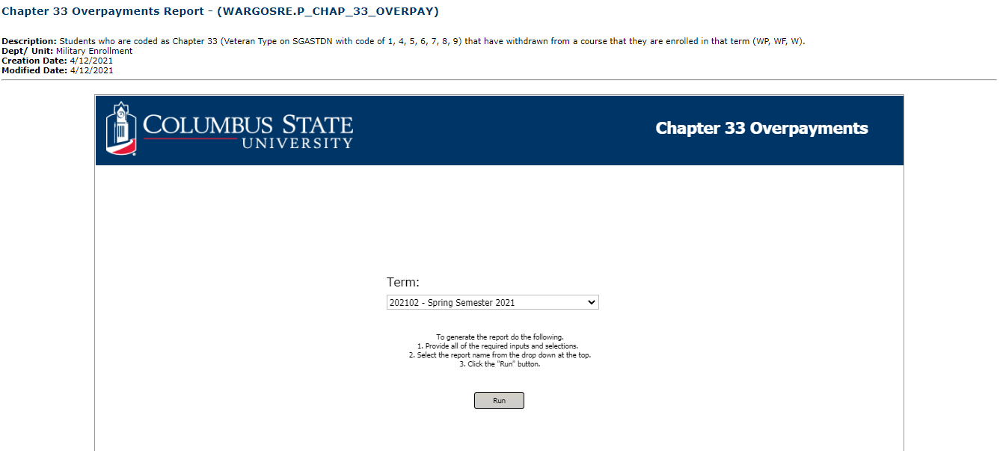 Chapter 33 Overpayments Report - (WARGOSRE.P_CHAP_33_OVERPAY)
Description: Students who are coded as Chapter 33 (Veteran Type on SGASTDN with code of 1, 4, 5, 6, 7, 8, 9) that have withdrawn from a course that they are enrolled in that term (WP, WF, W).
Dept/ Unit: Military Enrollment
Creation Date: 4/12/2021
Modified Date: 4/12/2021
COLUMBUS STATE
UNIVERSITY
Chapter 33 Overpayments
Term:
202102 - Spring Semester 2021
To generate the report do the following.
1. Provide all of the required inputs and selections.
2. Select the report name from the drop down at the top.
3. Click the "Run" button.
Run